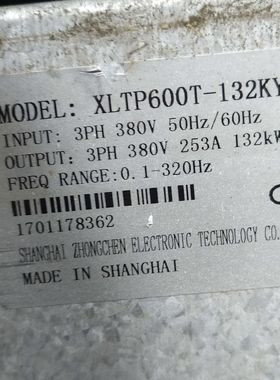 MODEL: XLTP600T-132KY
INPUT: 3PH 380V 50Hz/60Hz
OUTPUT: 3PH 380V 253A 132kW
FREQ RANGE:0.1-320Hz
1701178362
SHANGHAI ZHONGCHEN ELECTRONIC TECHNOLOGY CO.
MADE IN SHANGHAI